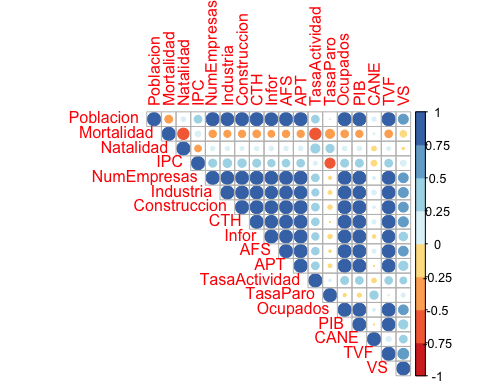 Poblacion
Mortalidad
Natalidad
IPC
NumEmpresas
Industria
Construccion
CTH
Infor
AFS
APT
TasaActividad
TasaParo
Ocupados
PIB
CANE
TVF
VS
Poblacion
Mortalidad
Natalidad
IPC
NumEmpresas
Industria
Construccion
CTH
Infor
AFS
APT
TasaActividad
TasaParo
Ocupados
PIB
CANE
TVF
VS
1
0.75
0.5
0.25
0
-0.25
-0.5
-0.75
-1